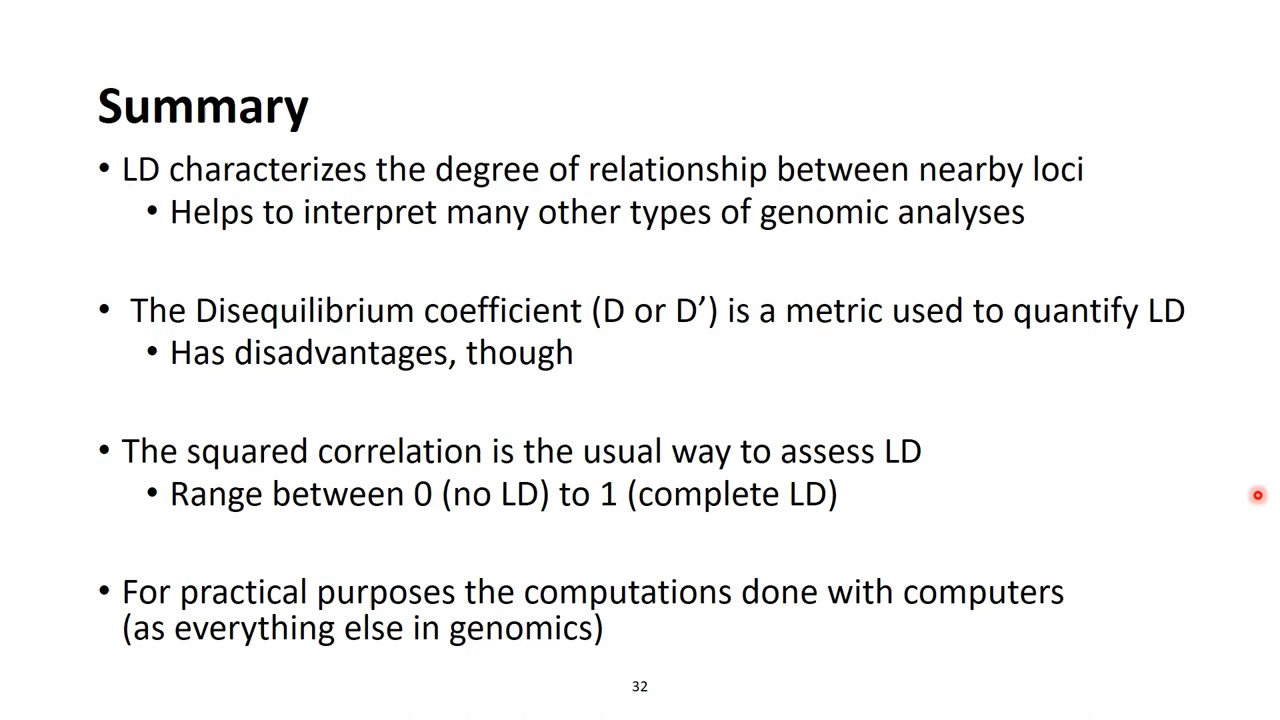 Summary
• LD characterizes the degree of relationship between nearby loci
• Helps to interpret many other types of genomic analyses
• The Disequilibrium coefficient (D or D’) is a metric used to quantify LD
• Has disadvantages, though
• The squared correlation is the usual way to assess LD
• Range between 0 (no LD) to 1 (complete LD)
• For practical purposes the computations done with computers
(as everything else in genomics)
32